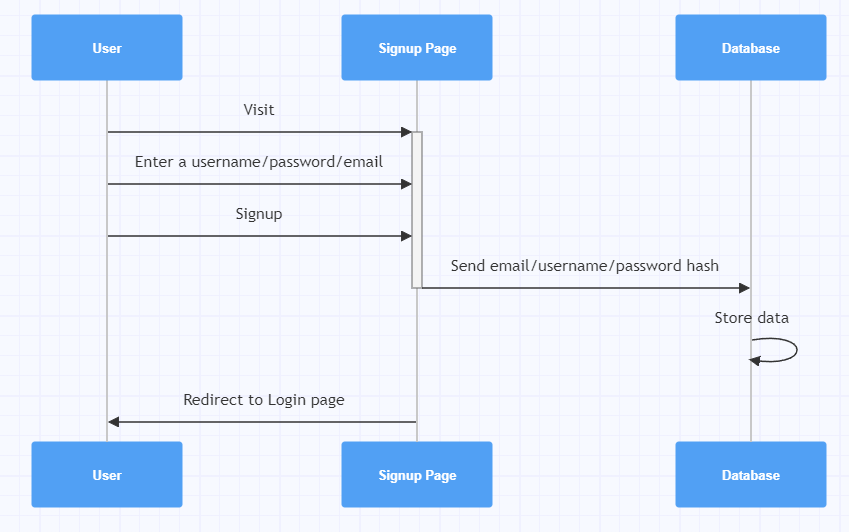 User
Signup Page
Database
Visit
Enter a username/password/email
Signup
Send email/username/password hash
Store data
Redirect to Login page
User
Signup Page
Database